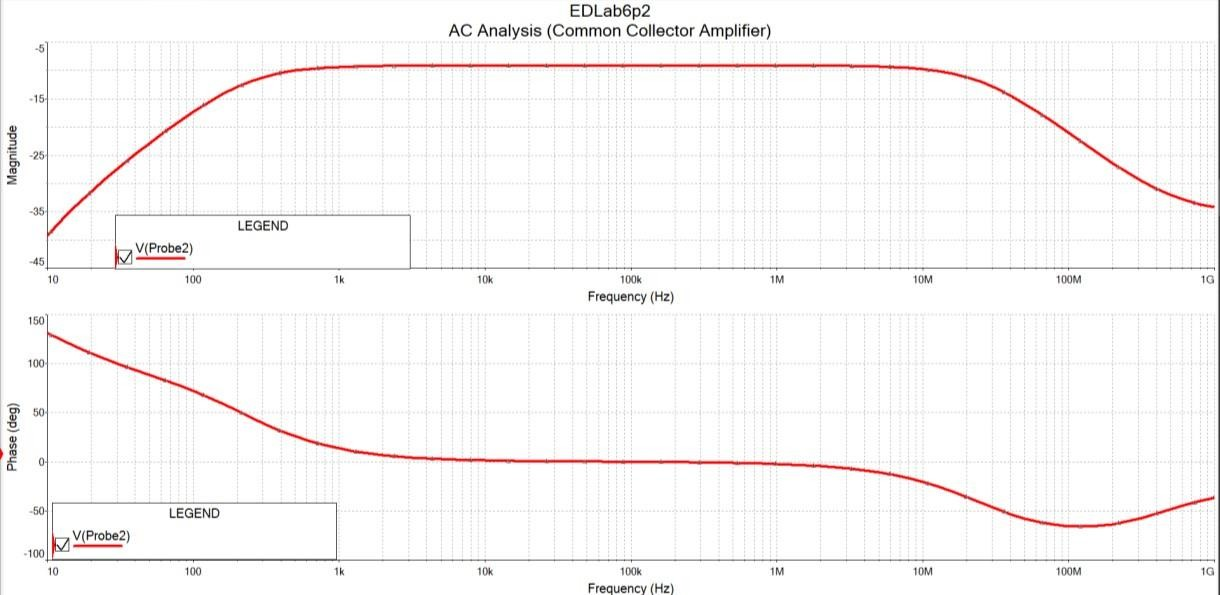 EDLab6p2
AC Analysis (Common Collector Amplifier)
Magnitude
-5
-15
-25
-35
-45
LEGEND
V(Probe2)
10 100 1k 10k 100k 1M 10M 100M 1G
Frequency (Hz)
Phase (deg)
150
100
50
0
-50
-100
LEGEND
V(Probe2)
10 100 1k 10k 100k 1M 10M 100M 1G
Frequency (Hz)